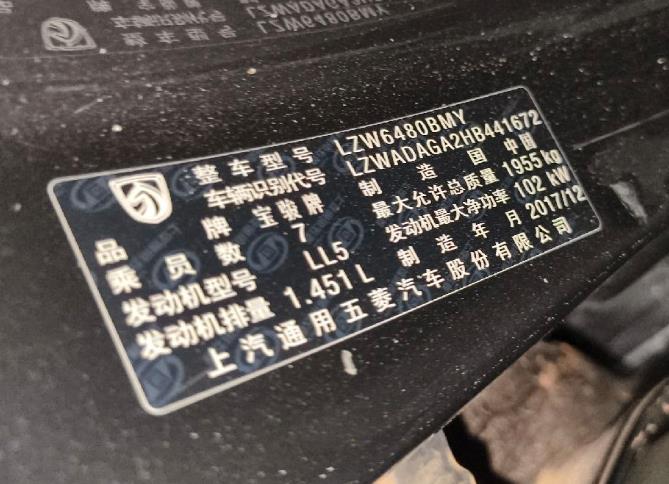 整车型号 LZW6480BMY
车辆识别代号 LZWADAGA2HB441672
品牌 宝骏牌 制造国 中国
乘员数 7 最大允许总质量 1955 kg
发动机型号 LL5 发动机最大净功率 102 kW
发动机排量 1.451 L 制造年月 2017/12
上汽通用五菱汽车股份有限公司